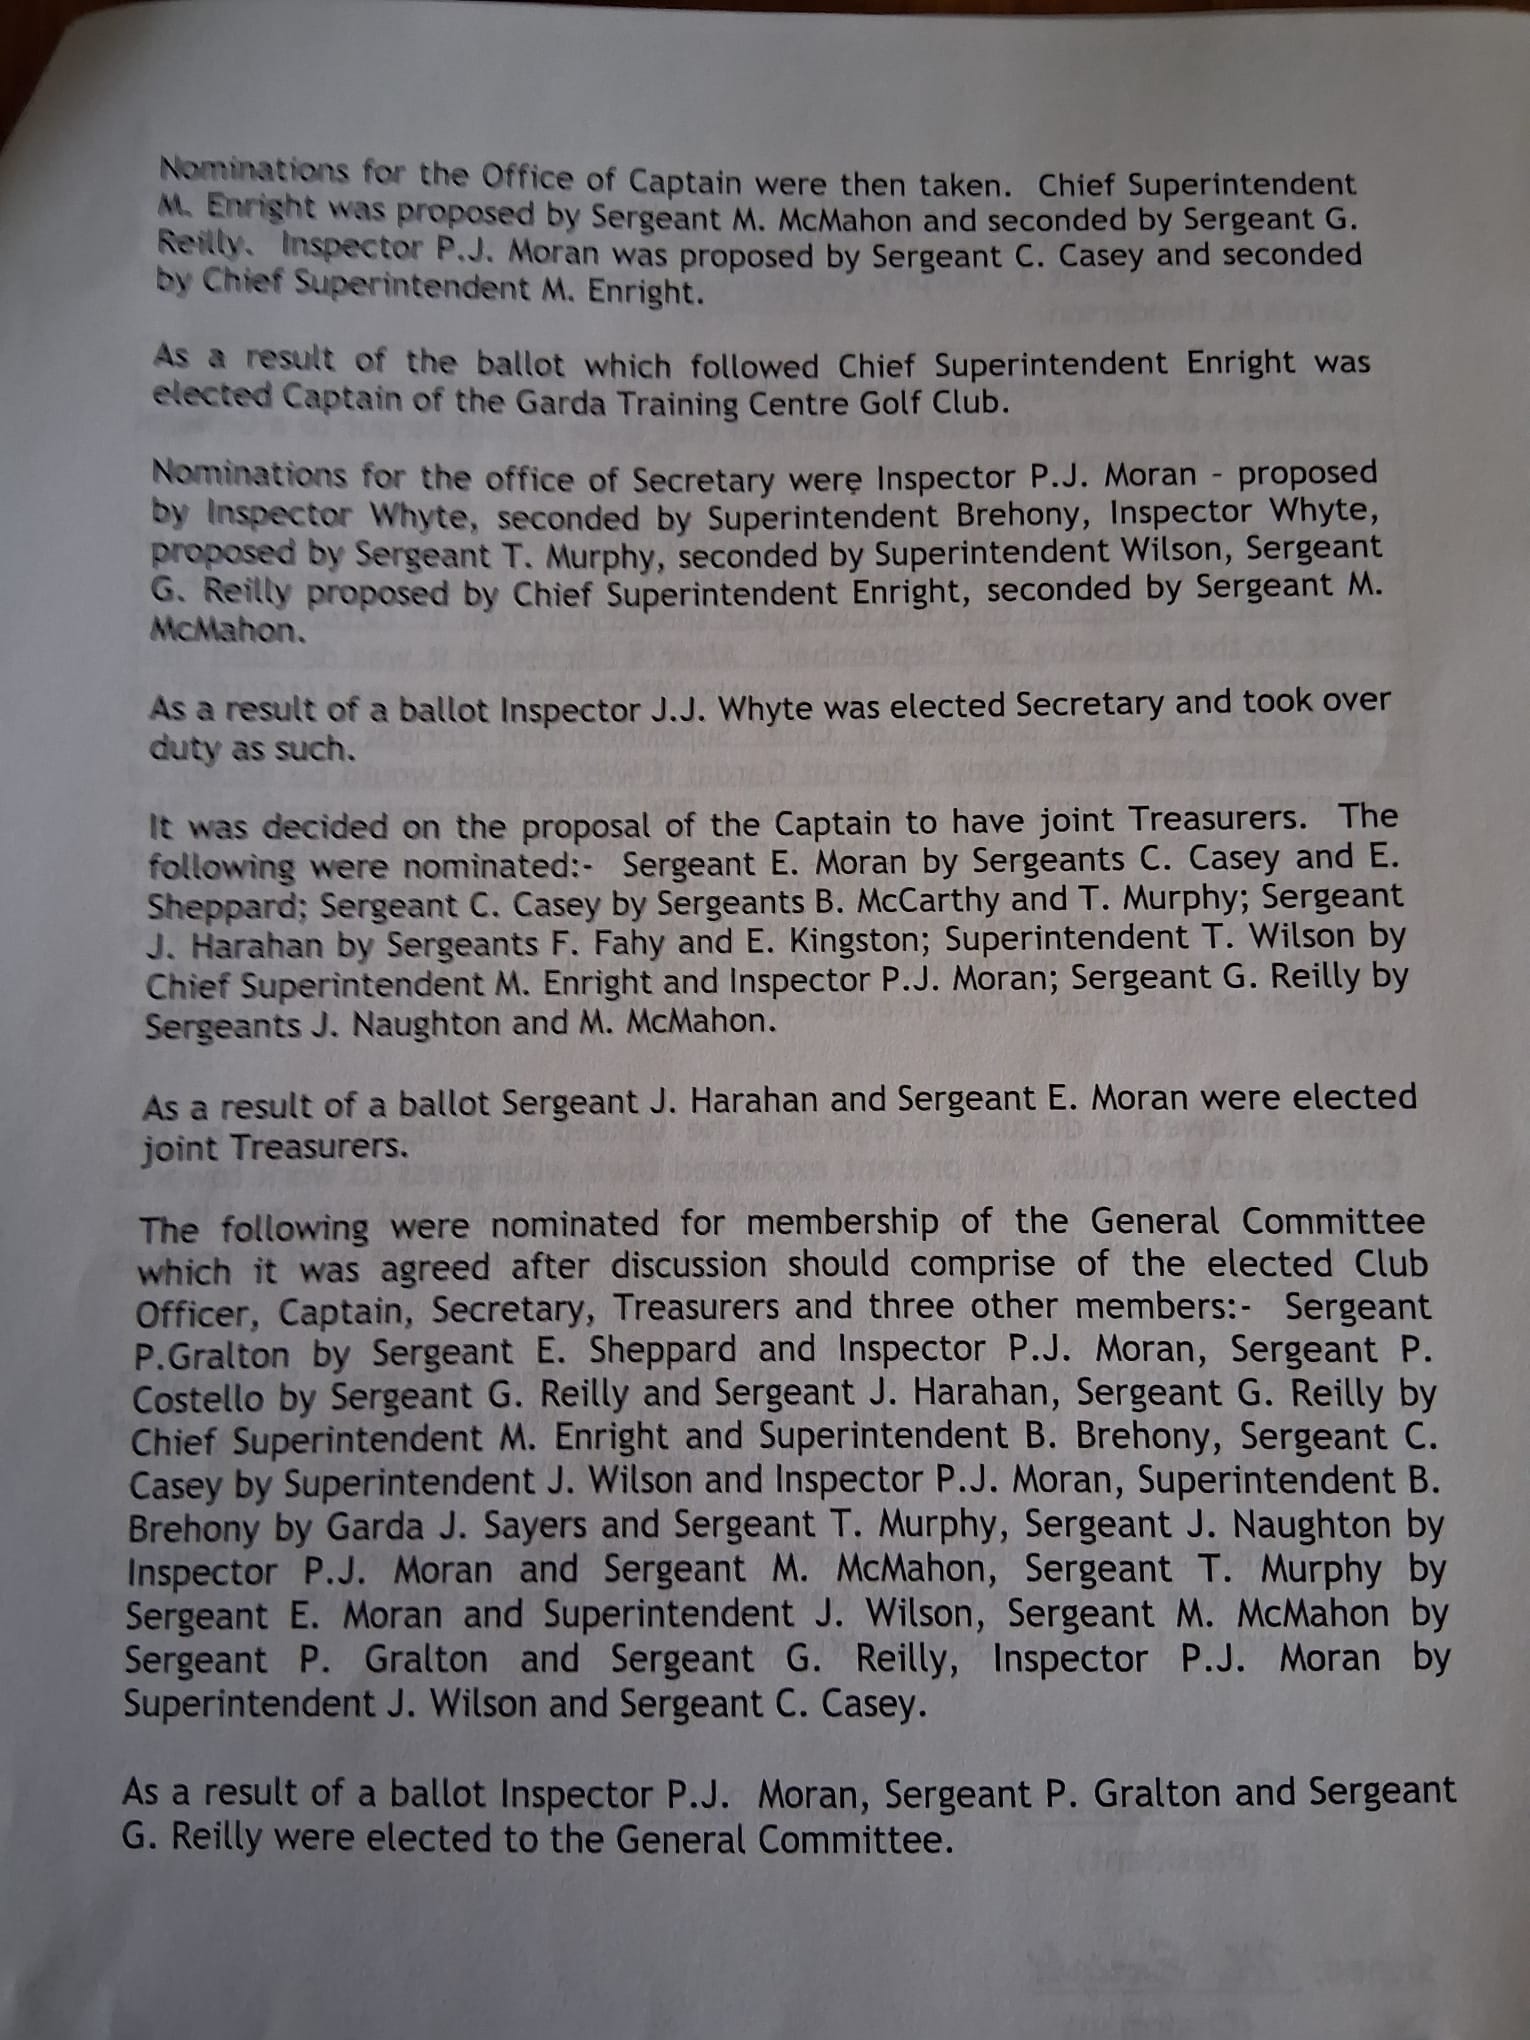 Nominations for the Office of Captain were then taken. Chief Superintendent
M. Enright was proposed by Sergeant M. McMahon and seconded by Sergeant G.
Reilly. Inspector P.J. Moran was proposed by Sergeant C. Casey and seconded
by Chief Superintendent M. Enright.
As a result of the ballot which followed Chief Superintendent Enright was
elected Captain of the Garda Training Centre Golf Club.
Nominations for the office of Secretary were Inspector P.J. Moran - proposed
by Inspector Whyte, seconded by Superintendent Brehony, Inspector Whyte,
proposed by Sergeant T. Murphy, seconded by Superintendent Wilson, Sergeant
G. Reilly proposed by Chief Superintendent Enright, seconded by Sergeant M.
McMahon.
As a result of a ballot Inspector J.J. Whyte was elected Secretary and took over
duty as such.
It was decided on the proposal of the Captain to have joint Treasurers. The
following were nominated:- Sergeant E. Moran by Sergeants C. Casey and E.
Sheppard; Sergeant C. Casey by Sergeants B. McCarthy and T. Murphy; Sergeant
J. Harahan by Sergeants F. Fahy and E. Kingston; Superintendent T. Wilson by
Chief Superintendent M. Enright and Inspector P.J. Moran; Sergeant G. Reilly by
Sergeants J. Naughton and M. McMahon.
As a result of a ballot Sergeant J. Harahan and Sergeant E. Moran were elected
joint Treasurers.
The following were nominated for membership of the General Committee
which it was agreed after discussion should comprise of the elected Club
Officer, Captain, Secretary, Treasurers and three other members:- Sergeant
P.Gralton by Sergeant E. Sheppard and Inspector P.J. Moran, Sergeant P.
Costello by Sergeant G. Reilly and Sergeant J. Harahan, Sergeant G. Reilly by
Chief Superintendent M. Enright and Superintendent B. Brehony, Sergeant C.
Casey by Superintendent J. Wilson and Inspector P.J. Moran, Superintendent B.
Brehony by Garda J. Sayers and Sergeant T. Murphy, Sergeant J. Naughton by
Inspector P.J. Moran and Sergeant M. McMahon, Sergeant T. Murphy by
Sergeant E. Moran and Superintendent J. Wilson, Sergeant M. McMahon by
Sergeant P. Gralton and Sergeant G. Reilly, Inspector P.J. Moran by
Superintendent J. Wilson and Sergeant C. Casey.
As a result of a ballot Inspector P.J. Moran, Sergeant P. Gralton and Sergeant
G. Reilly were elected to the General Committee.